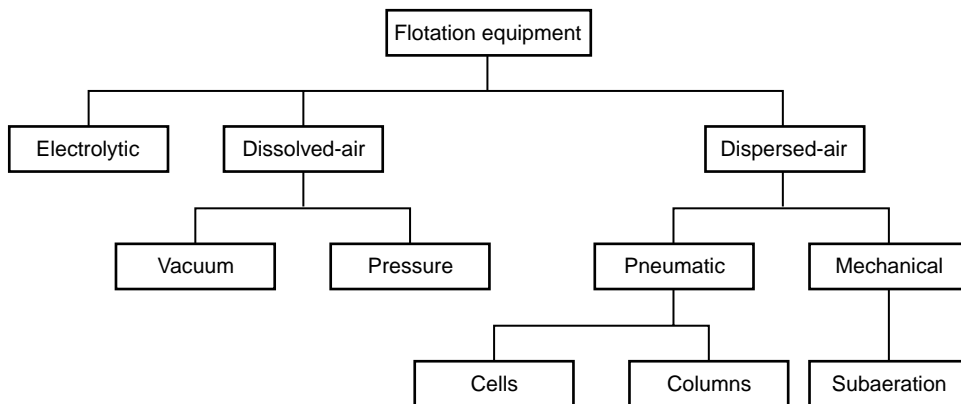 Flotation equipment
Electrolytic
Dissolved-air
Dispersed-air
Vacuum
Pressure
Pneumatic
Mechanical
Cells
Columns
Subaeration